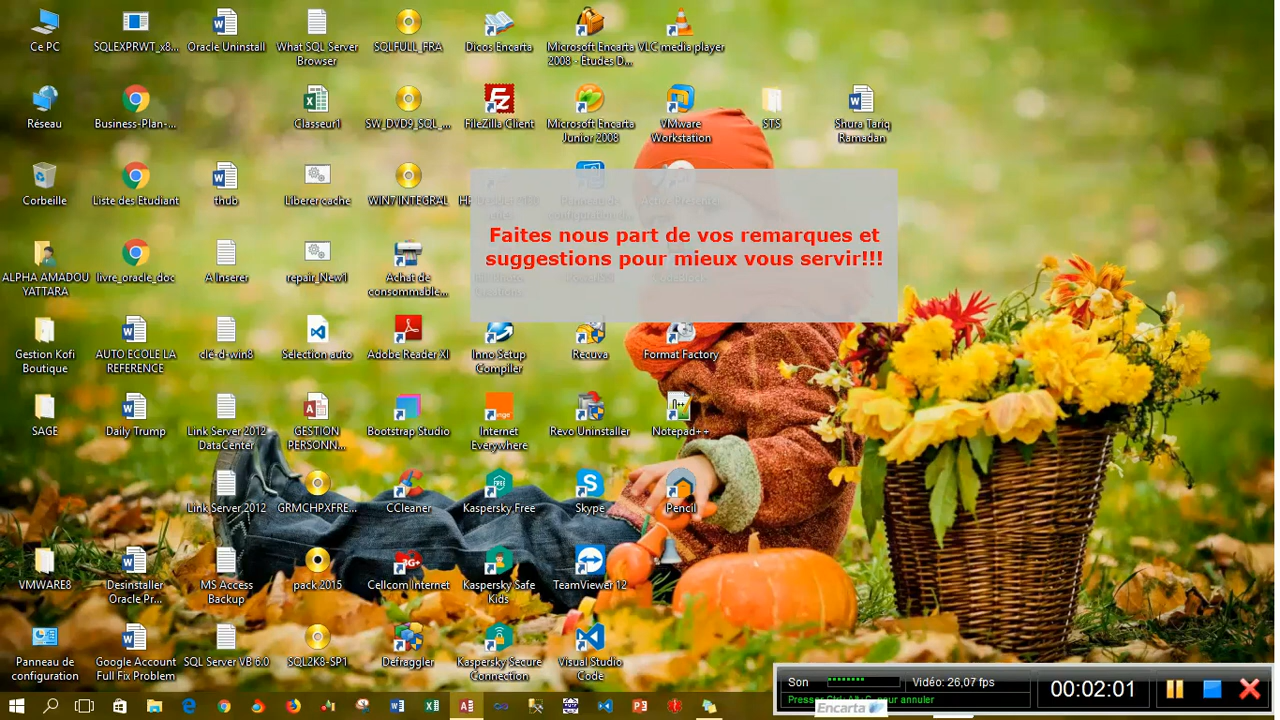 Ce PC
SQLEXPRWT_x8...
Oracle Uninstall
What SQL Server
Browser
SQLFULL_FRA
Dicos Encarta
Microsoft Encarta
2008 - Etudes D...
VLC media player
Réseau
Business-Plan-...
Classeur1
SW_DVD9_SQL_...
FileZilla Client
Microsoft Encarta
Junior 2008
VMware
Workstation
STS
Shura Tariq
Ramadan
Corbeille
Liste des Etudiant
thub
Liberer cache
WIN7 INTEGRAL
Faites nous part de vos remarques et
suggestions pour mieux vous servir!!!
ALPHA AMADOU
YATTARA
livre_oracle_doc
A Inserer
repair_New1
Achat de
consommable...
Gestion Kofi
Boutique
AUTO ECOLE LA
REFERENCE
cle-d-win8
Selection auto
Adobe Reader XI
Inno Setup
Compiler
Recuva
Format Factory
SAGE
Daily Trump
Link Server 2012
DataCenter
GESTION
PERSONN...
Bootstrap Studio
Internet
Everywhere
Revo Uninstaller
Notepad++
Link Server 2012
GRMCHPXFRE...
CCleaner
Kaspersky Free
Skype
Pencil
VMWARE8
Desinstaller
Oracle Pr...
MS Access
Backup
pack 2015
Cellcom Internet
Kaspersky Safe
Kids
TeamViewer 12
Panneau de
configuration
Google Account
Full Fix Problem
SQL Server VB 6.0
SQL2K8-SP1
Defraggler
Kaspersky Secure
Connection
Visual Studio
Code
Son
Vidéo: 26,07 fps
00:02:01
pour annuler
Encarta